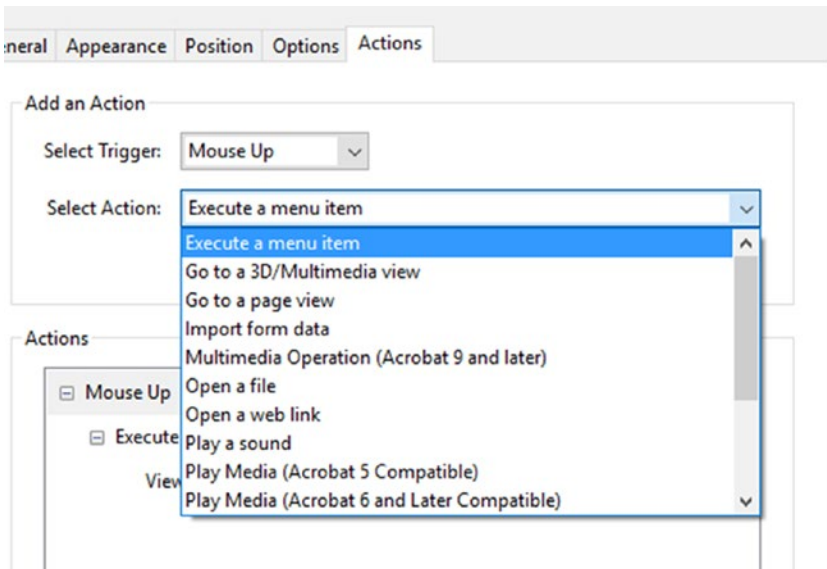 eneral Appearance Position Options Actions
Add an Action
Select Trigger: Mouse Up
Select Action: Execute a menu item
Execute a menu item
Go to a 3D/Multimedia view
Go to a page view
Import form data
Actions
Multimedia Operation (Acrobat 9 and later)
Mouse Up
Open a file
Open a web link
Execute
Play a sound
View
Play Media (Acrobat 5 Compatible)
Play Media (Acrobat 6 and Later Compatible)